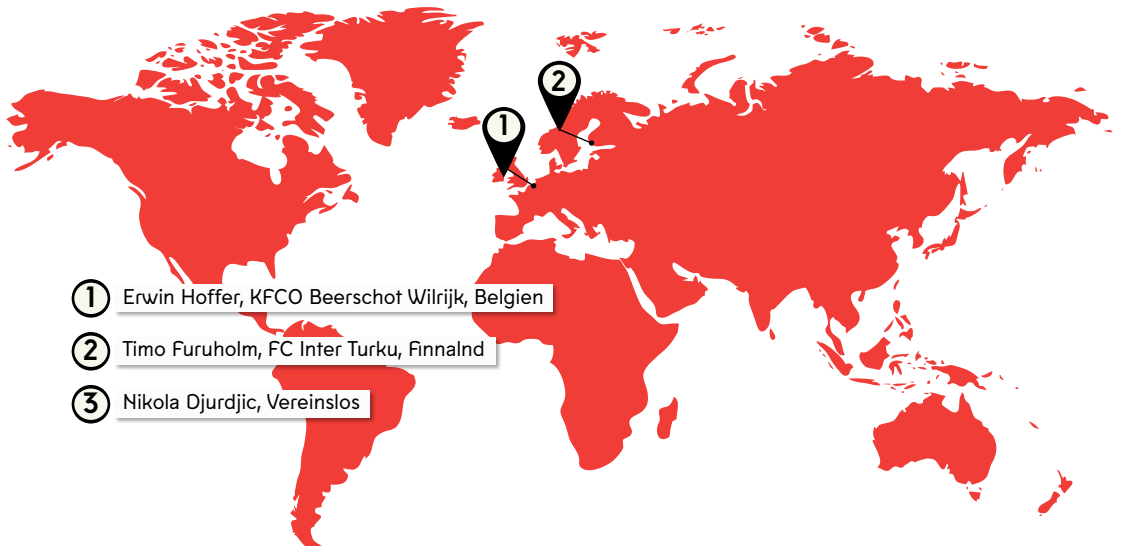 2
1
1 Erwin Hoffer, KFCO Beerschot Wilrijk, Belgien
2 Timo Furuholm, FC Inter Turku, Finnalnd
3 Nikola Djurdjic, Vereinslos